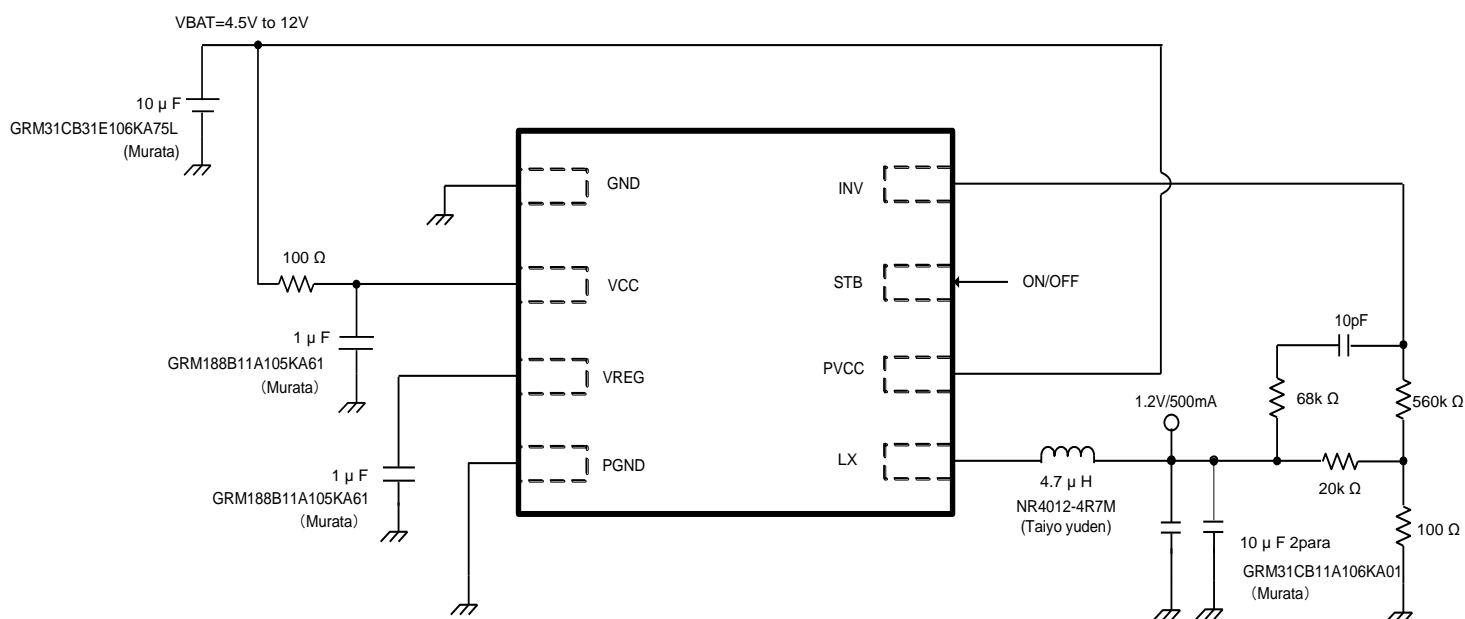 VBAT=4.5V to 12V
10 μ F
GRM31CB31E106KA75L
(Murata)
GND
INV
100 Ω
VCC
STB
ON/OFF
1 μ F
GRM188B11A105KA61
（Murata）
10pF
VREG
PVCC
68k Ω
560k Ω
1.2V/500mA
PGND
LX
1 μ F
GRM188B11A105KA61
（Murata）
4.7 μ H
NR4012-4R7M
(Taiyo yuden)
20k Ω
100 Ω
10 μ F 2para
GRM31CB11A106KA01
（Murata）